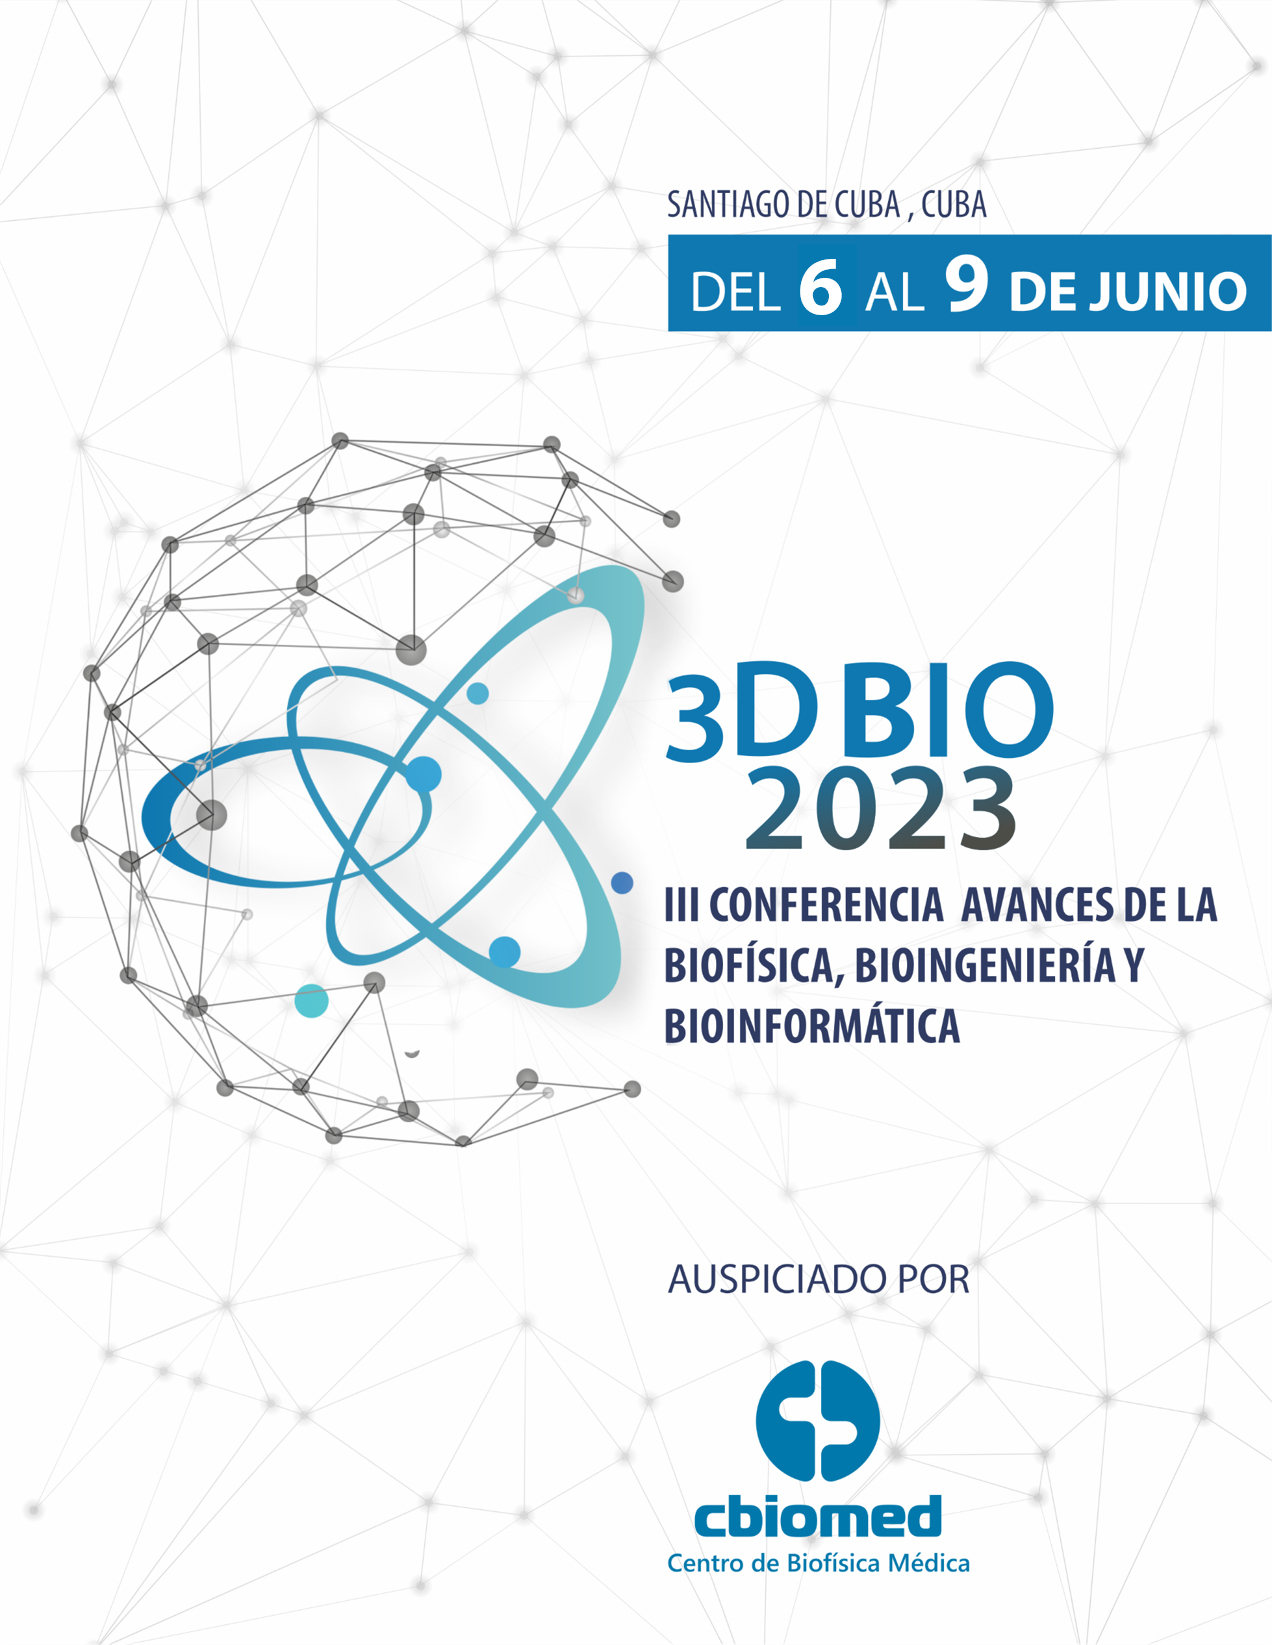 SANTIAGO DE CUBA , CUBA
DEL 6 AL 9 DE JUNIO
3D BIO
2023
III CONFERENCIA AVANCES DE LA
BIOFÍSICA, BIOINGENIERÍA Y
BIOINFORMÁTICA
AUSPICIADO POR
cbiomed
Centro de Biofísica Médica